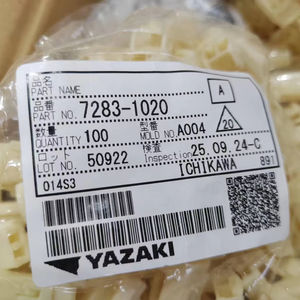 品名
PART NAME
A
品番
PART NO. 7283-1020
数量
QUANTITY 100
型番
MOLD NO. A004
20
ロット
LOT NO. 50922
検査
Inspection 25.09.24-C
ICHIKAWA 891
014S3
YAZAKI